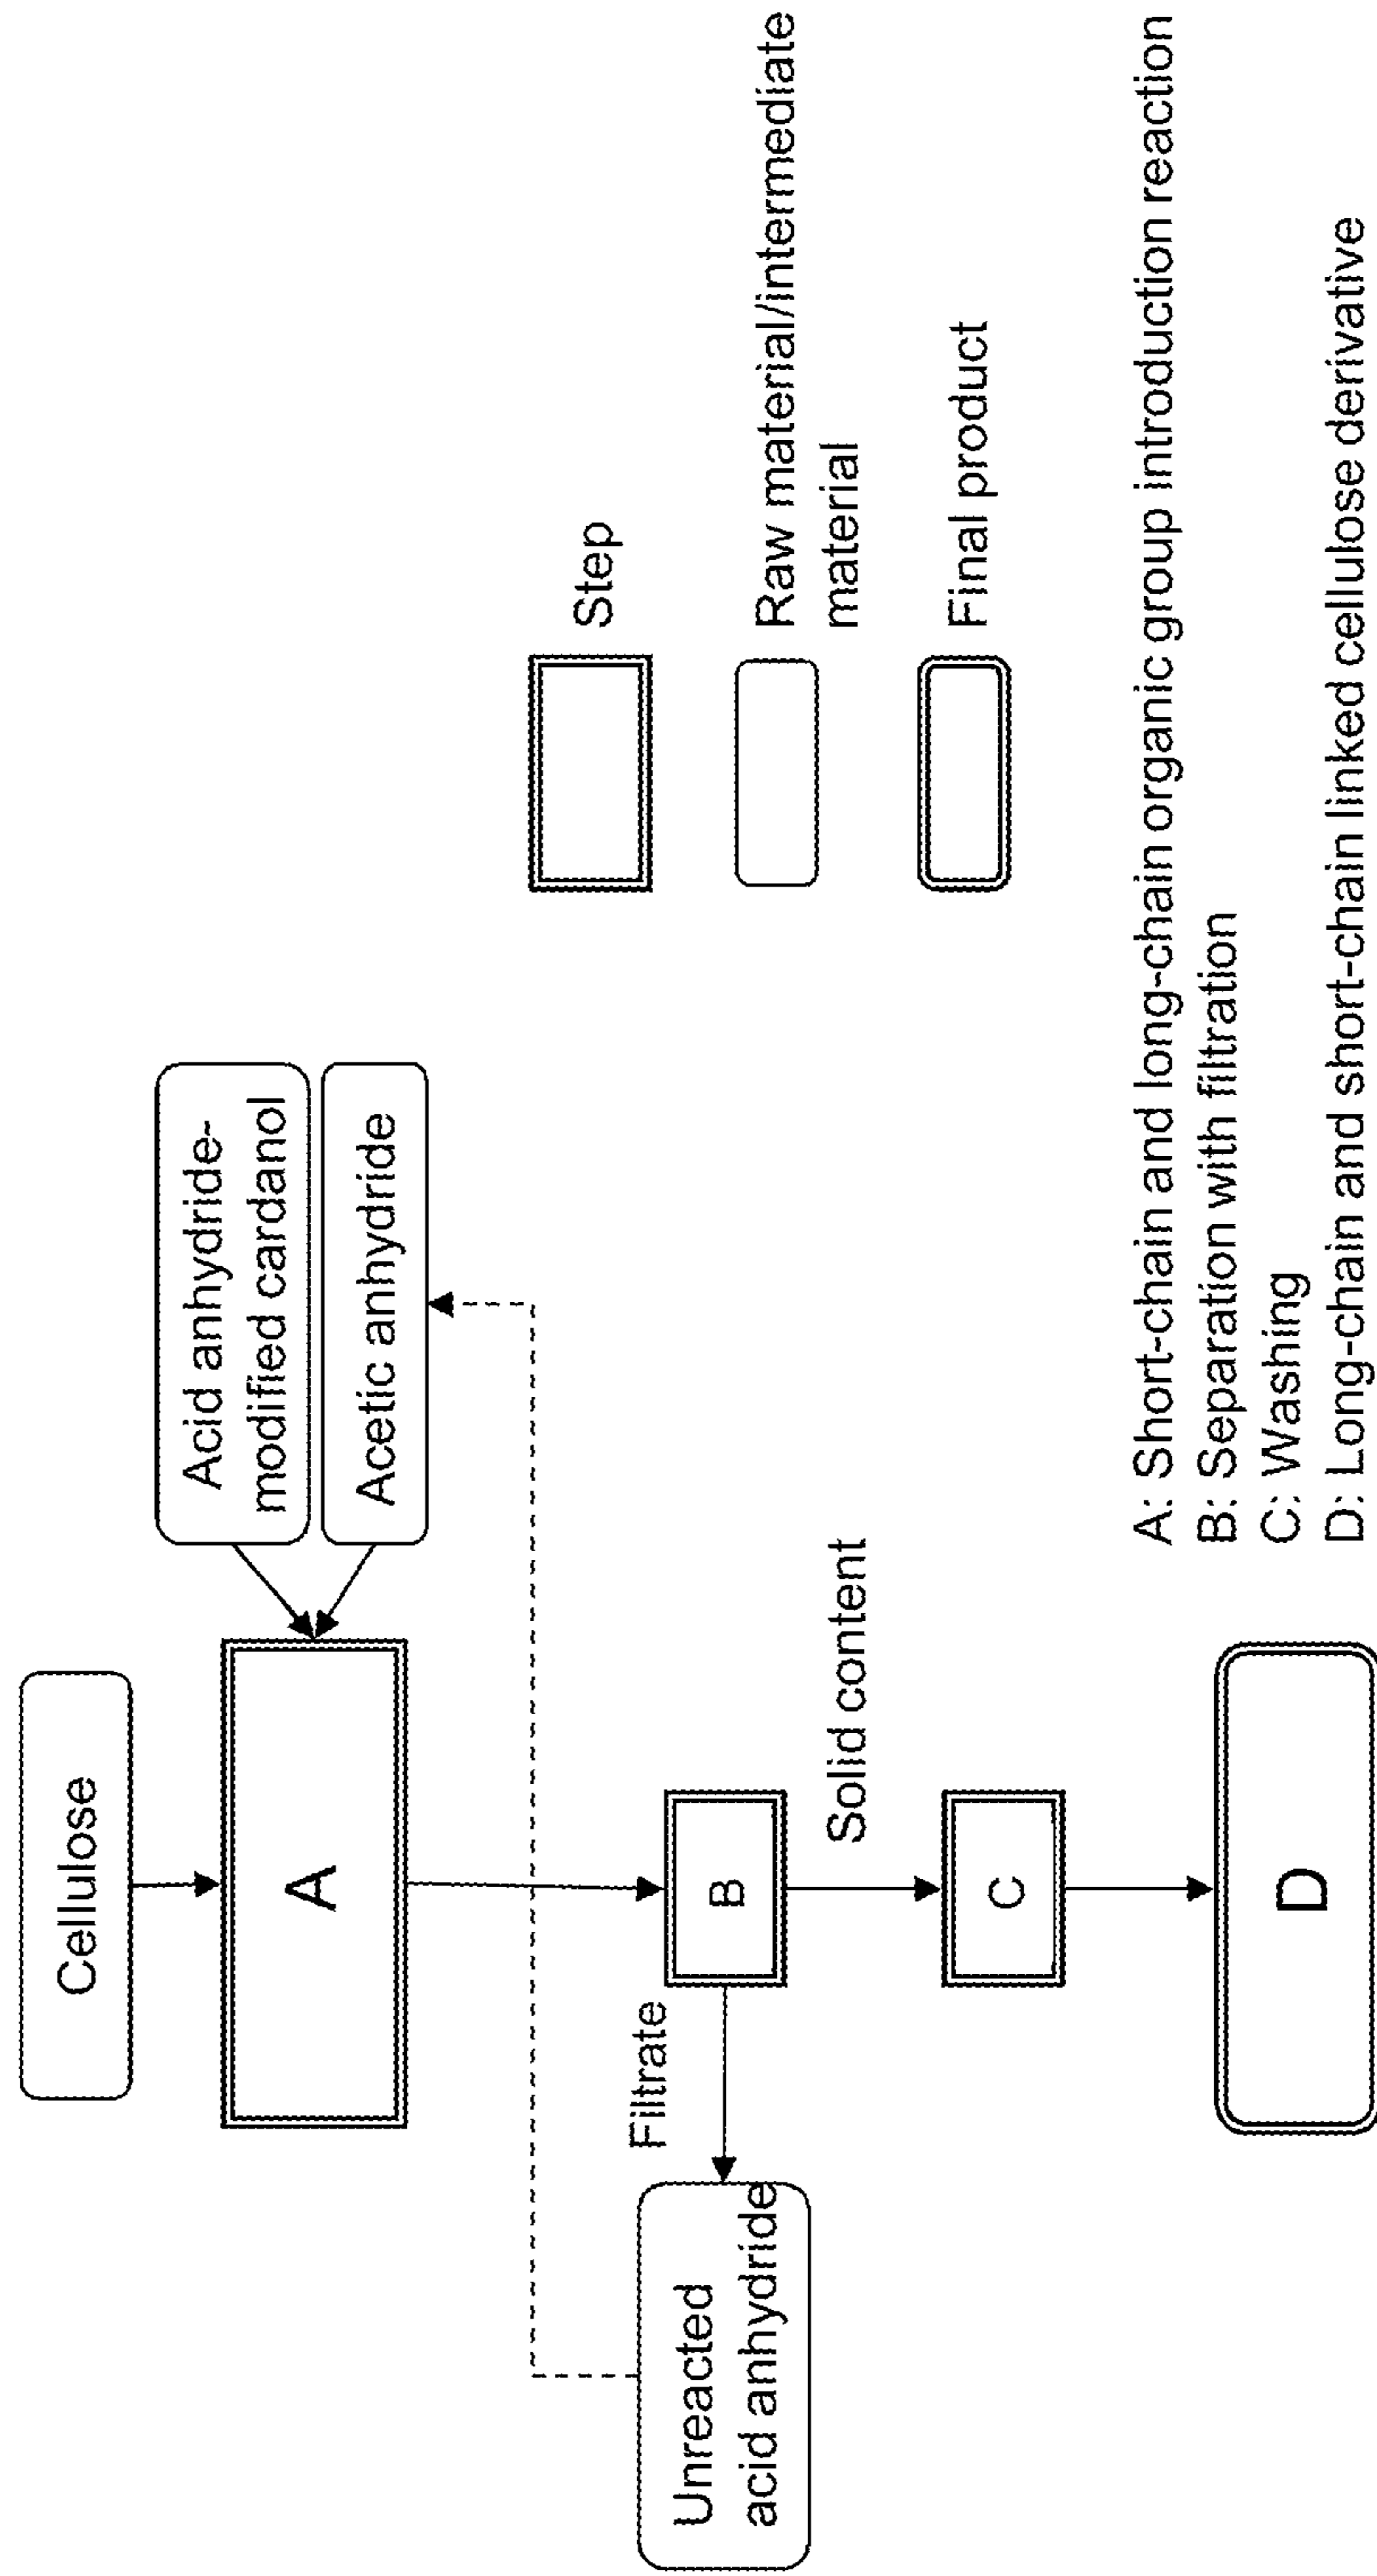 Cellulose
A
Acid anhydride-
modified cardanol
Acetic anhydride
Filtrate
B
Unreacted
acid anhydride
Solid content
C
D
Step
Raw material/intermediate
material
Final product
A: Short-chain and long-chain organic group introduction reaction
B: Separation with filtration
C: Washing
D: Long-chain and short-chain linked cellulose derivative